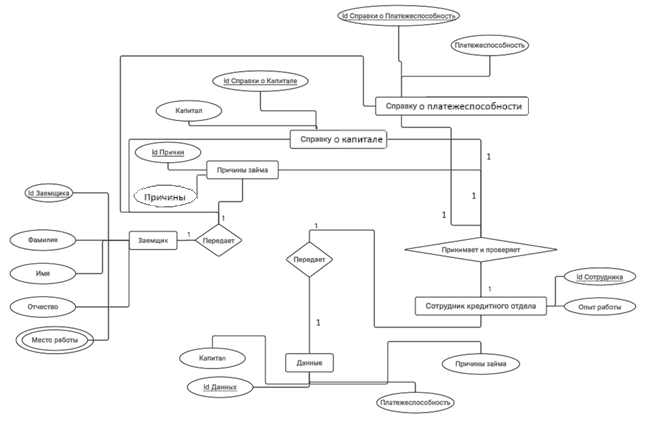 Id Справки о Платежеспособность
Платежеспособность
Id Справки о Капитале
Справку о платежеспособности
Капитал
Справку о капитале
Id Причин
1
Причины займа
Причины
1
Id Заемщика
1
1
1
Фамилия
1
Заемщик
Передает
Передает
Принимает и проверяет
Имя
Id Сотрудника
1
Отчество
Сотрудник кредитного отдела
Опыт работы
1
Место работы
Капитал
Данные
Причины займа
Id Данных
Платежеспособность